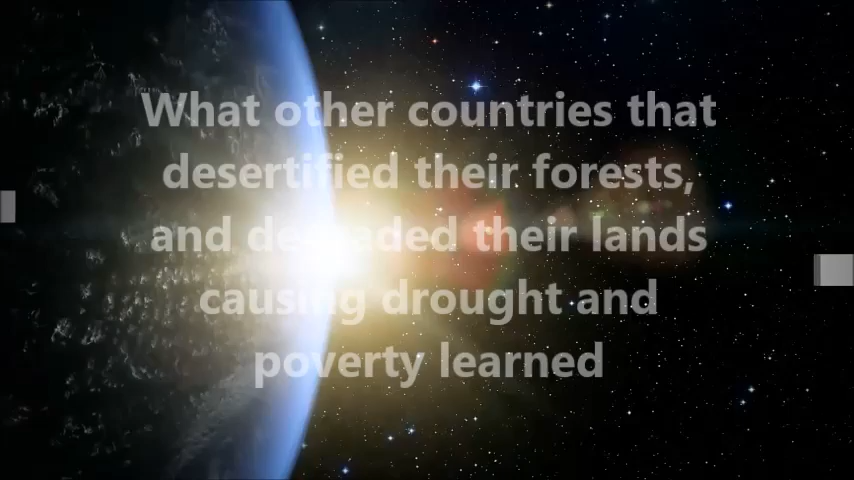 What other countries that
desertified their forests,
and degraded their lands
causing drought and
poverty learned